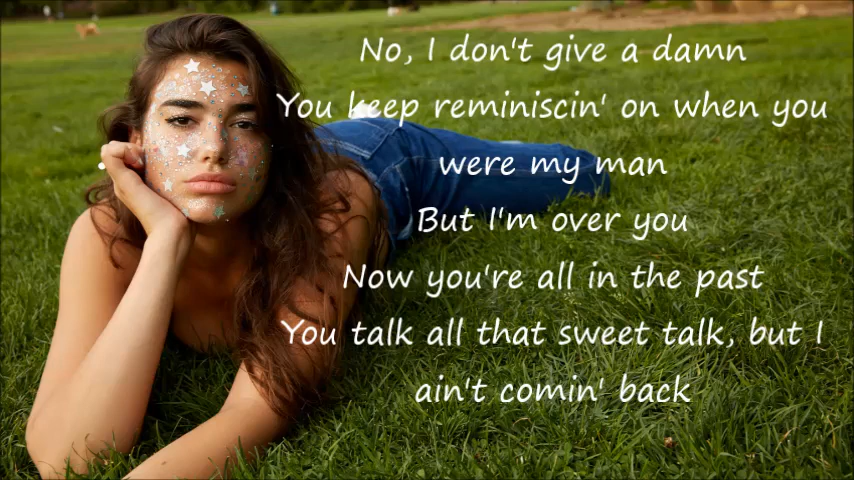 No, I don't give a damn
You keep reminiscin' on when you
were my man
But I'm over you
Now you're all in the past
You talk all that sweet talk, but I
ain't comin' back